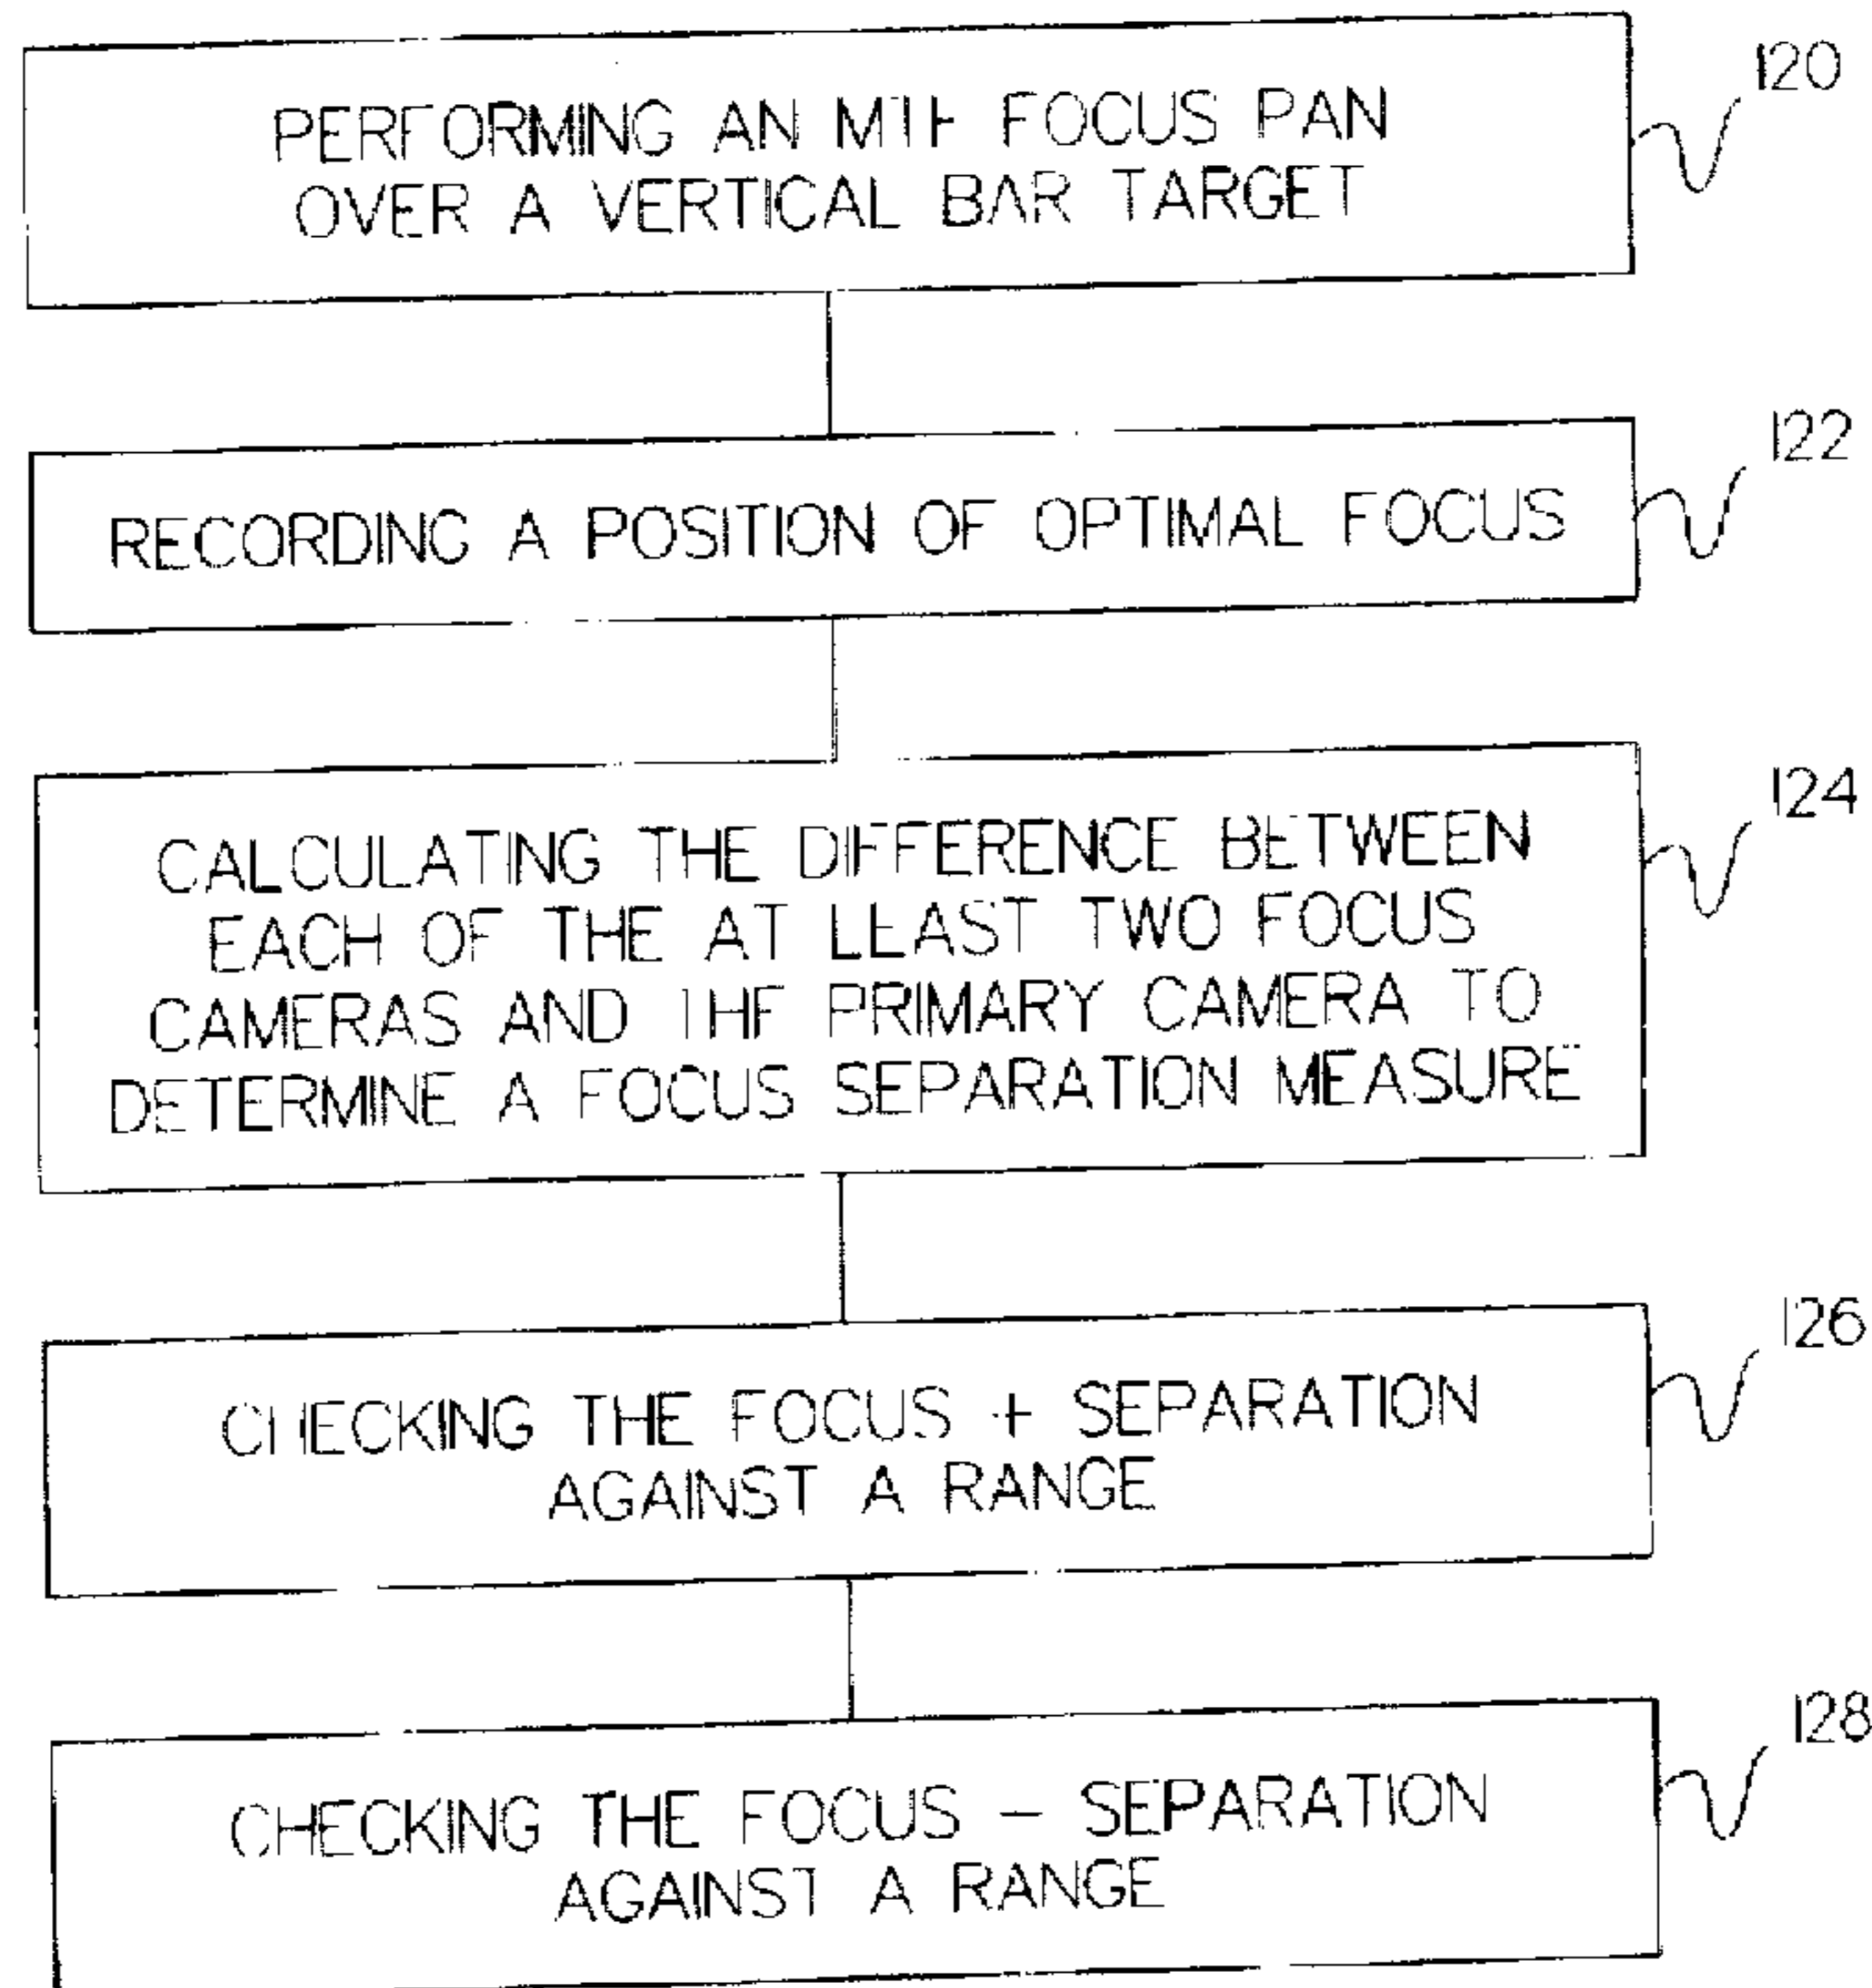 PERFORMING AN MTF FOCUS PAN
OVER A VERTICAL BAR TARGET
120
RECORDING A POSITION OF OPTIMAL FOCUS
122
CALCULATING THE DIFFERENCE BETWEEN
EACH OF THE AT LEAST TWO FOCUS
CAMERAS AND THE PRIMARY CAMERA TO
DETERMINE A FOCUS SEPARATION MEASURE
124
CHECKING THE FOCUS + SEPARATION
AGAINST A RANGE
126
CHECKING THE FOCUS - SEPARATION
AGAINST A RANGE
128